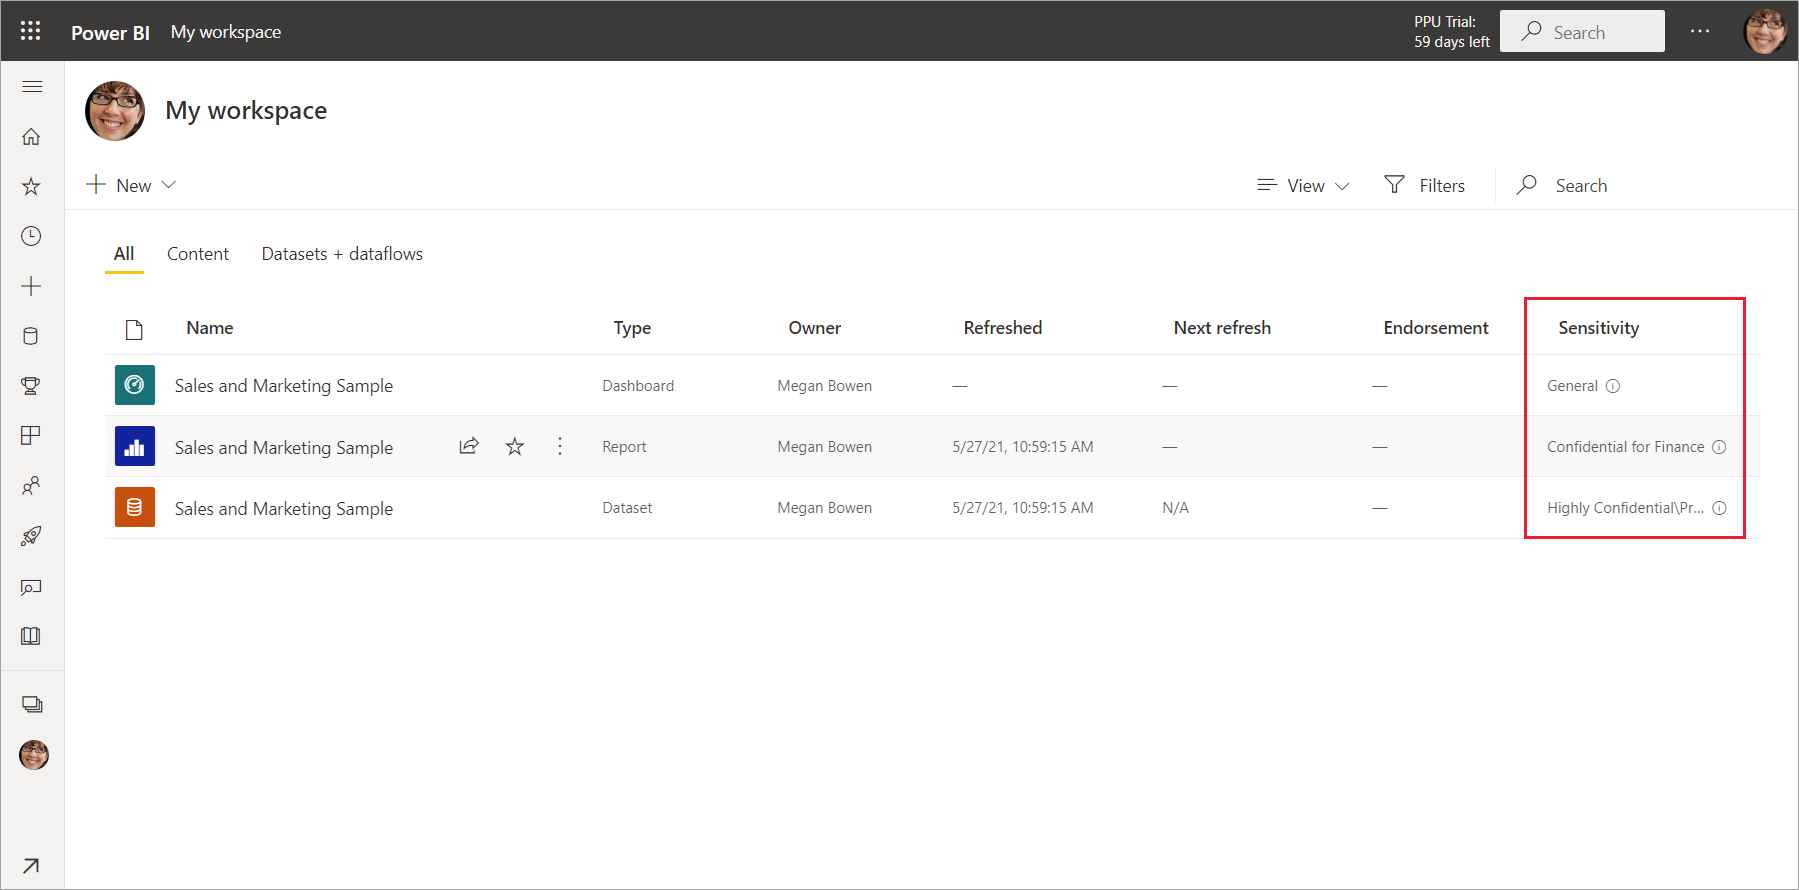 Power BI My workspace
PPU Trial:
59 days left
Search
My workspace
New
View
Filters
Search
All Content Datasets + dataflows
Name Type Owner Refreshed Next refresh Endorsement Sensitivity
Sales and Marketing Sample Dashboard Megan Bowen — — — General
Sales and Marketing Sample Report Megan Bowen 5/27/21, 10:59:15 AM — — Confidential for Finance
Sales and Marketing Sample Dataset Megan Bowen 5/27/21, 10:59:15 AM N/A — Highly Confidential\Pr...